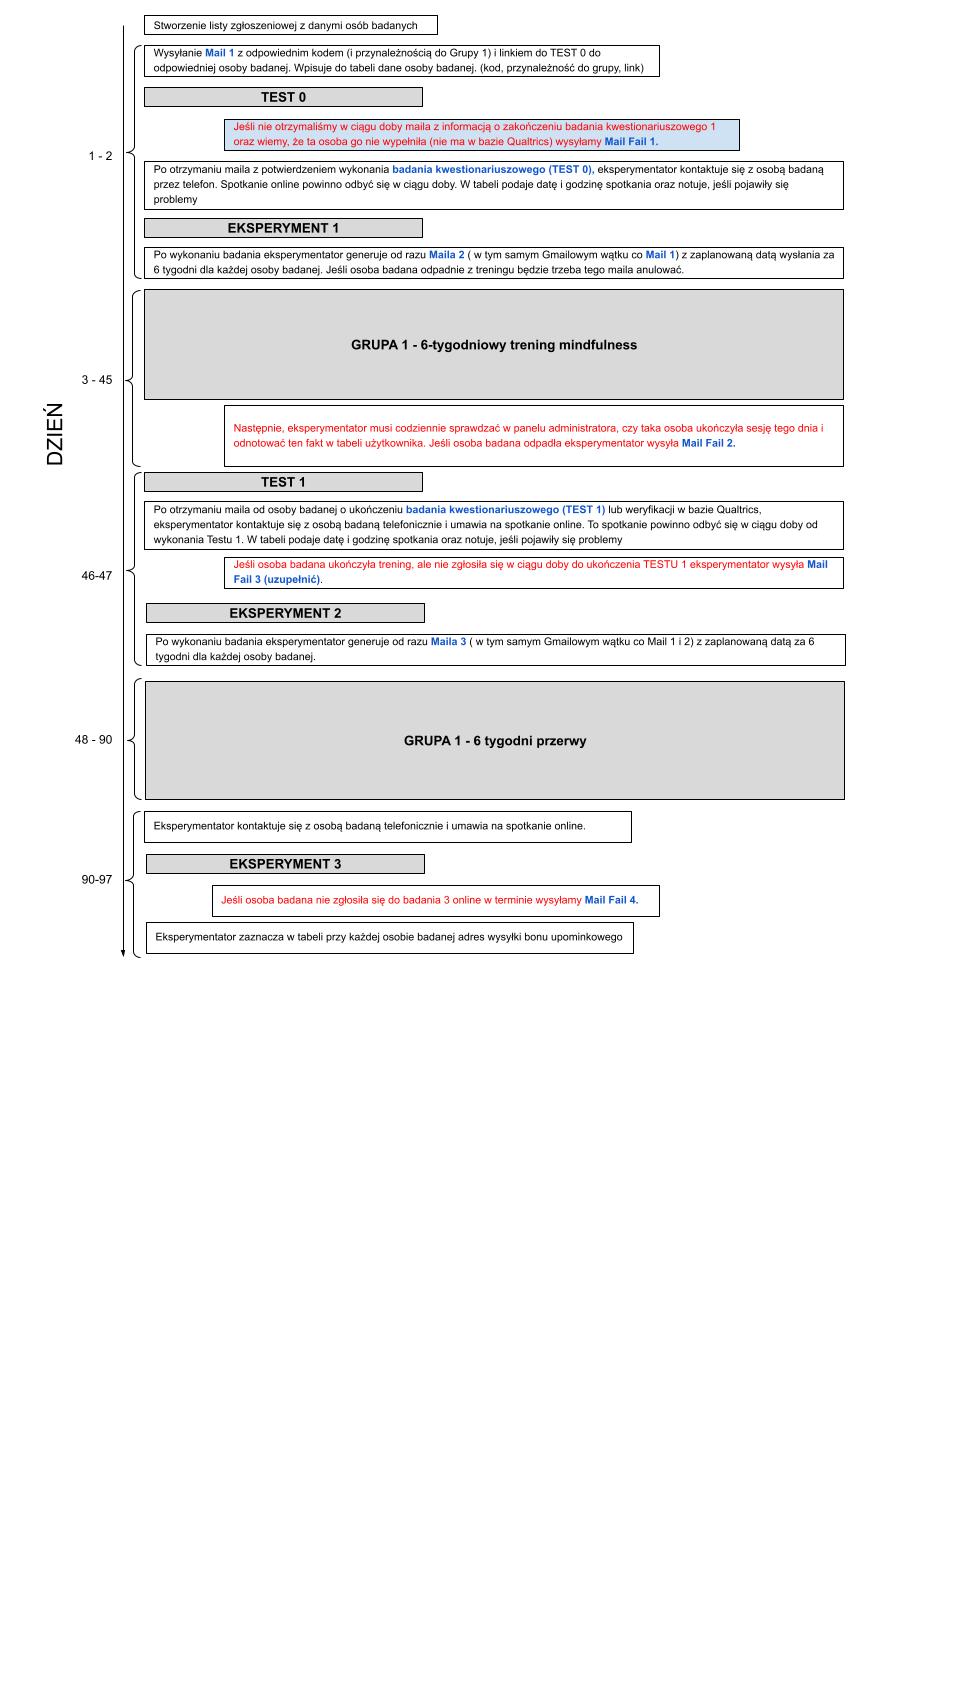 Stworzenie listy zgłoszeniowej z danymi osób badanych
Wysyłanie Mail 1 z odpowiednim kodem (i przynależnością do Grupy 1) i linkiem do TEST 0 do
odpowiedniej osoby badanej. Wpisuje do tabeli dane osoby badanej. (kod, przynależność do grupy, link)
TEST 0
Jeśli nie otrzymaliśmy w ciągu doby maila z informacją o zakończeniu badania kwestionariuszowego 1
oraz wiemy, że ta osoba go nie wypełniła (nie ma w bazie Qualtrics) wysyłamy Mail Fail 1.
1 - 2
Po otrzymaniu maila z potwierdzeniem wykonania badania kwestionariuszowego (TEST 0), eksperymentator kontaktuje się z osobą badaną
przez telefon. Spotkanie online powinno odbyć się w ciągu doby. W tabeli podaje datę i godzinę spotkania oraz notuje, jeśli pojawiły się
problemy
EKSPERYMENT 1
Po wykonaniu badania eksperymentator generuje od razu Maila 2 ( w tym samym Gmailowym wątku co Mail 1) z zaplanowaną datą wysłania za
6 tygodni dla każdej osoby badanej. Jeśli osoba badana odpadnie z treningu będzie trzeba tego maila anulować.
GRUPA 1 - 6-tygodniowy trening mindfulness
3 - 45
DZIEŃ
Następnie, eksperymentator musi codziennie sprawdzać w panelu administratora, czy taka osoba ukończyła sesję tego dnia i
odnotować ten fakt w tabeli użytkownika. Jeśli osoba badana odpadła eksperymentator wysyła Mail Fail 2.
TEST 1
Po otrzymaniu maila od osoby badanej o ukończeniu badania kwestionariuszowego (TEST 1) lub weryfikacji w bazie Qualtrics,
eksperymentator kontaktuje się z osobą badaną telefonicznie i umawia na spotkanie online. To spotkanie powinno odbyć się w ciągu doby od
wykonania Testu 1. W tabeli podaje datę i godzinę spotkania oraz notuje, jeśli pojawiły się problemy
46-47
Jeśli osoba badana ukończyła trening, ale nie zgłosiła się w ciągu doby do ukończenia TESTU 1 eksperymentator wysyła Mail
Fail 3 (uzupełnić).
EKSPERYMENT 2
Po wykonaniu badania eksperymentator generuje od razu Maila 3 ( w tym samym Gmailowym wątku co Mail 1 i 2) z zaplanowaną datą za 6
tygodni dla każdej osoby badanej.
48 - 90
GRUPA 1 - 6 tygodni przerwy
Eksperymentator kontaktuje się z osobą badaną telefonicznie i umawia na spotkanie online.
EKSPERYMENT 3
90-97
Jeśli osoba badana nie zgłosiła się do badania 3 online w terminie wysyłamy Mail Fail 4.
Eksperymentator zaznacza w tabeli przy każdej osobie badanej adres wysyłki bonu upominkowego